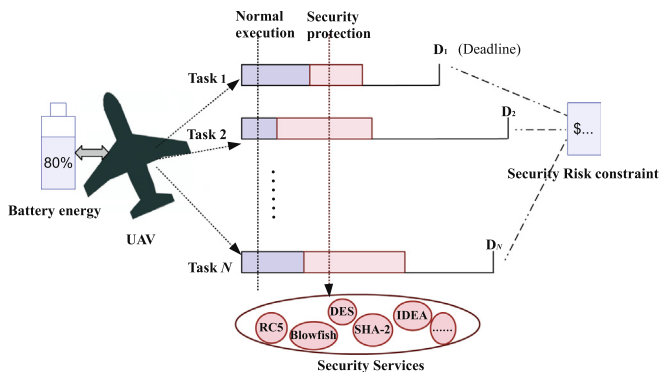 Normal execution
Security protection
D1 (Deadline)
Task 1
D2
Task 2
$...
80%
Security Risk constraint
Battery energy
UAV
DN
Task N
DES
IDEA
RC5
SHA-2
......
Blowfish
Security Services